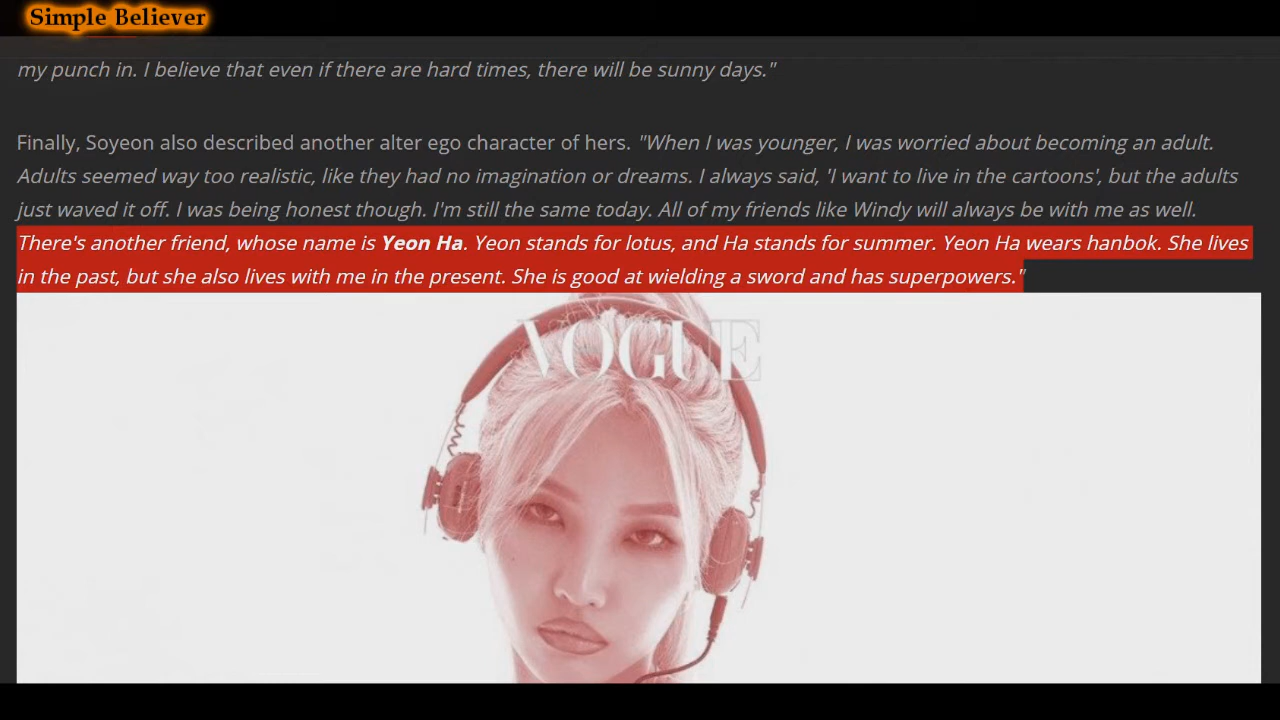 Simple Believer
my punch in. I believe that even if there are hard times, there will be sunny days."
Finally, Soyeon also described another alter ego character of hers. "When I was younger, I was worried about becoming an adult.
Adults seemed way too realistic, like they had no imagination or dreams. I always said, 'I want to live in the cartoons', but the adults
just waved it off. I was being honest though. I'm still the same today. All of my friends like Windy will always be with me as well.
There's another friend, whose name is Yeon Ha. Yeon stands for lotus, and Ha stands for summer. Yeon Ha wears hanbok. She lives
in the past, but she also lives with me in the present. She is good at wielding a sword and has superpowers."
VOGUE